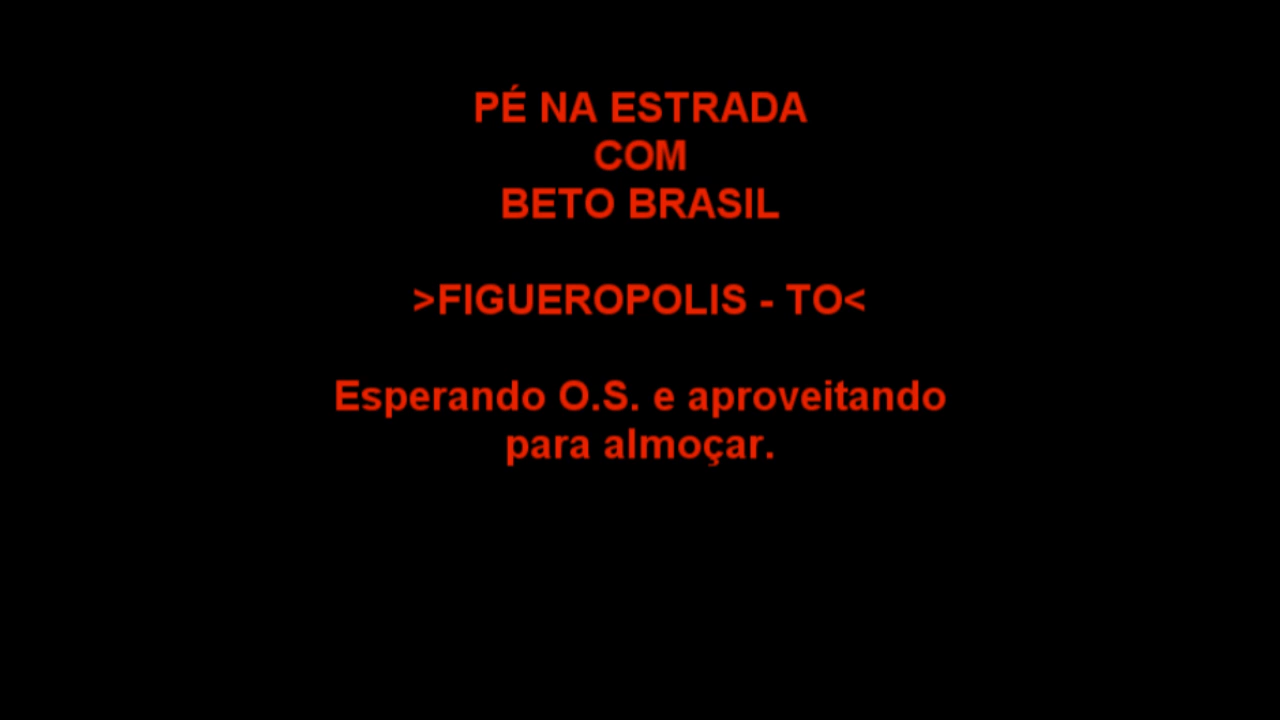 PÉ NA ESTRADA
COM
BETO BRASIL
>FIGUEROPOLIS - TO<
Esperando O.S. e aproveitando
para almoçar.